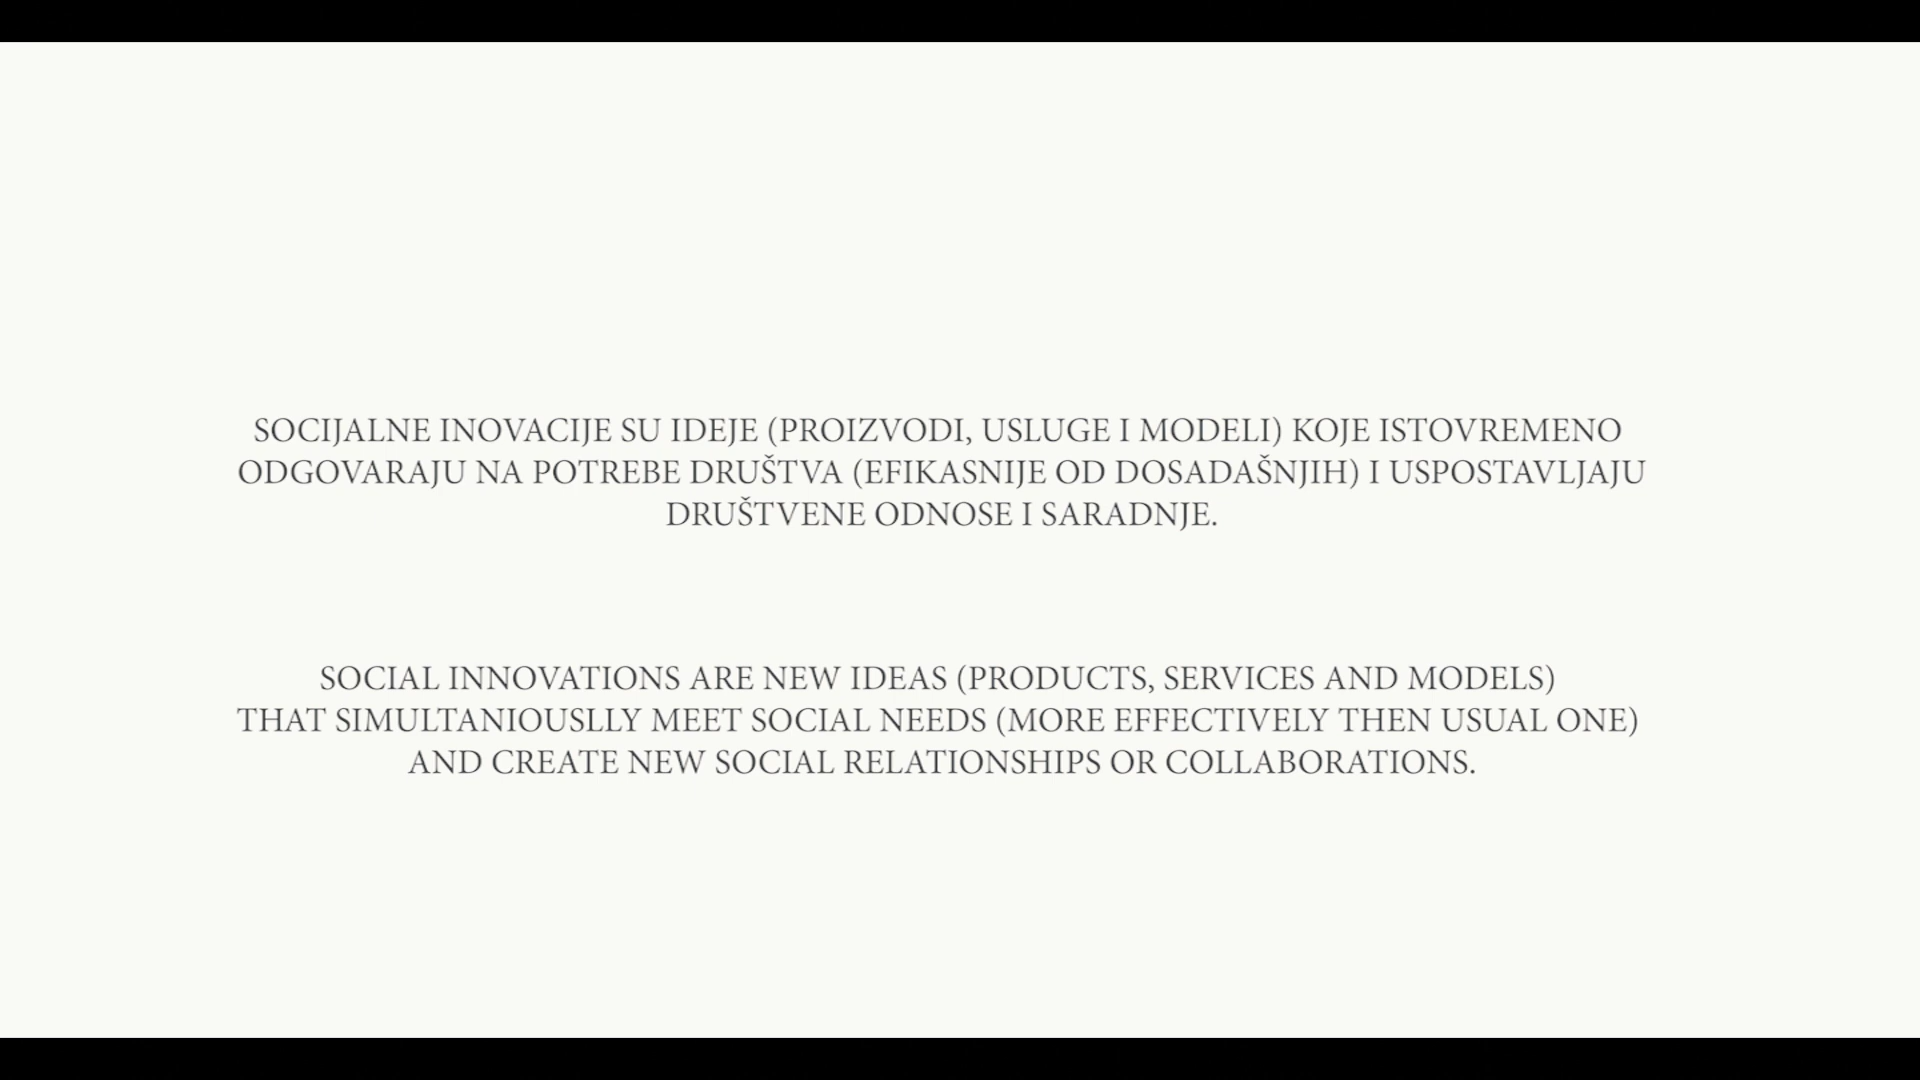 SOCIJALNE INOVACIJE SU IDEJE (PROIZVODI, USLUGE I MODELI) KOJE ISTOVREMENO
ODGOVARAJU NA POTREBE DRUŠTVA (EFIKASNIJE OD DOSADAŠNJIH) I USPOSTAVLJAJU
DRUŠTVENE ODNOSE I SARADNJE.
SOCIAL INNOVATIONS ARE NEW IDEAS (PRODUCTS, SERVICES AND MODELS)
THAT SIMULTANIOUSLLY MEET SOCIAL NEEDS (MORE EFFECTIVELY THEN USUAL ONE)
AND CREATE NEW SOCIAL RELATIONSHIPS OR COLLABORATIONS.